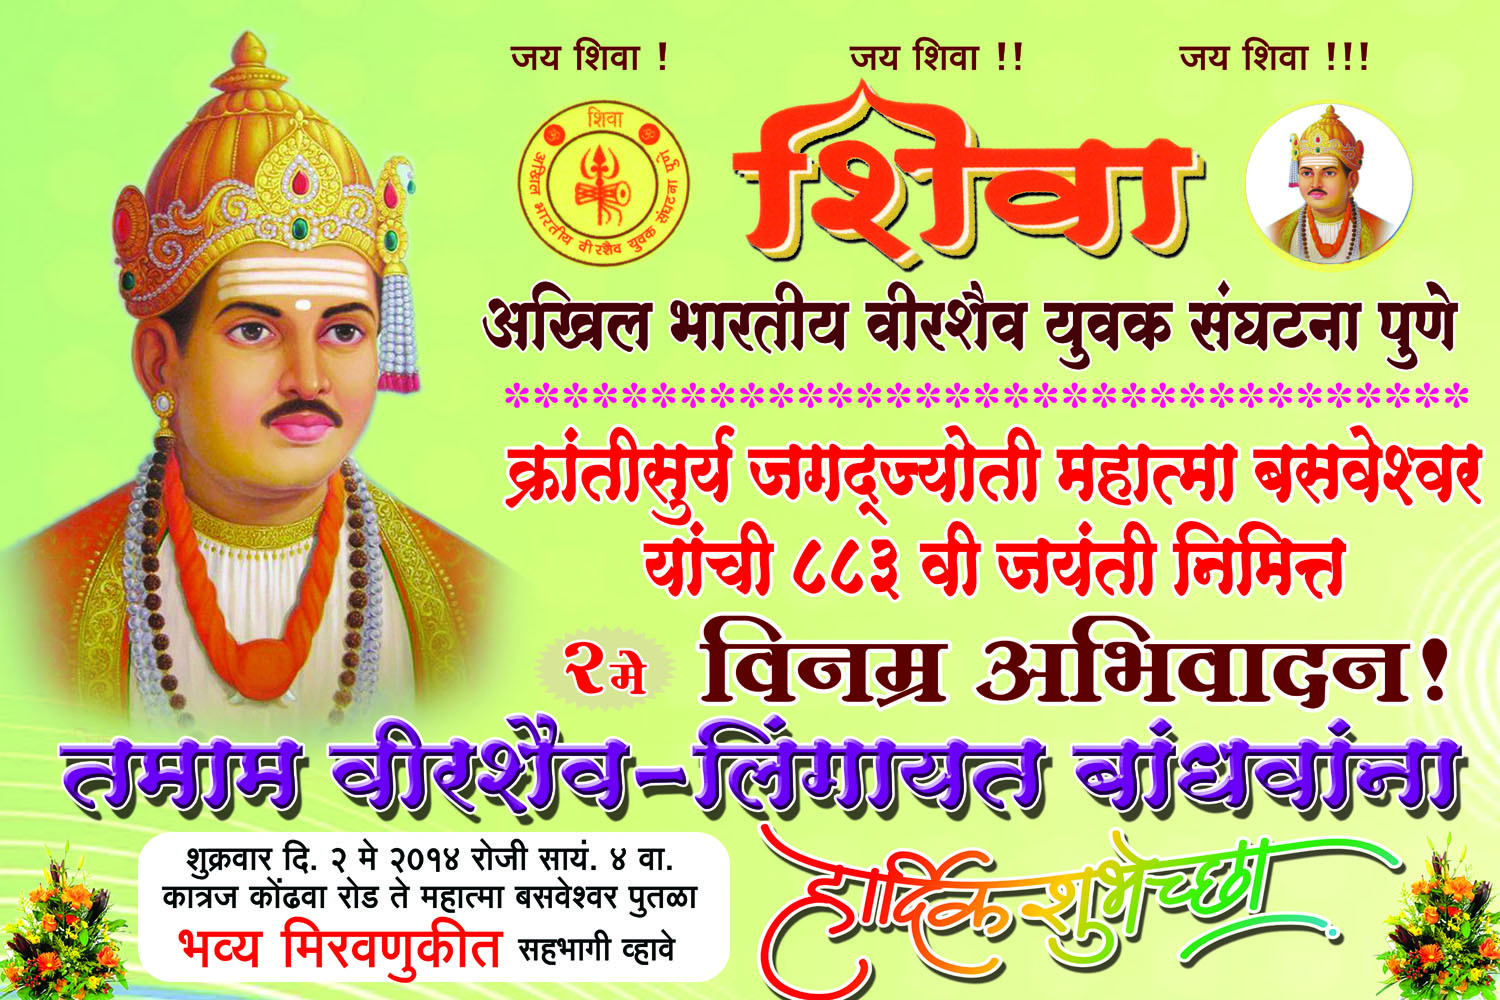 जय शिवा ! जय शिवा !! जय शिवा !!!
शिवा
अखिल भारतीय वीरशैव युवक संघटना पुणे
शिवा
अखिल भारतीय वीरशैव युवक संघटना पुणे
क्रांतीसुर्य जगद्ज्योती महात्मा बसवेश्वर
यांची ८८३ वी जयंती निमित्त
२ मे विनम्र अभिवादन!
तमाम वीरशैव-लिंगायत बांधवांना
शुक्रवार दि. २ मे २०१४ रोजी सायं. ४ वा.
कात्रज कोंढवा रोड ते महात्मा बसवेश्वर पुतळा
भव्य मिरवणुकीत सहभागी व्हावे
हार्दिक शुभेच्छा